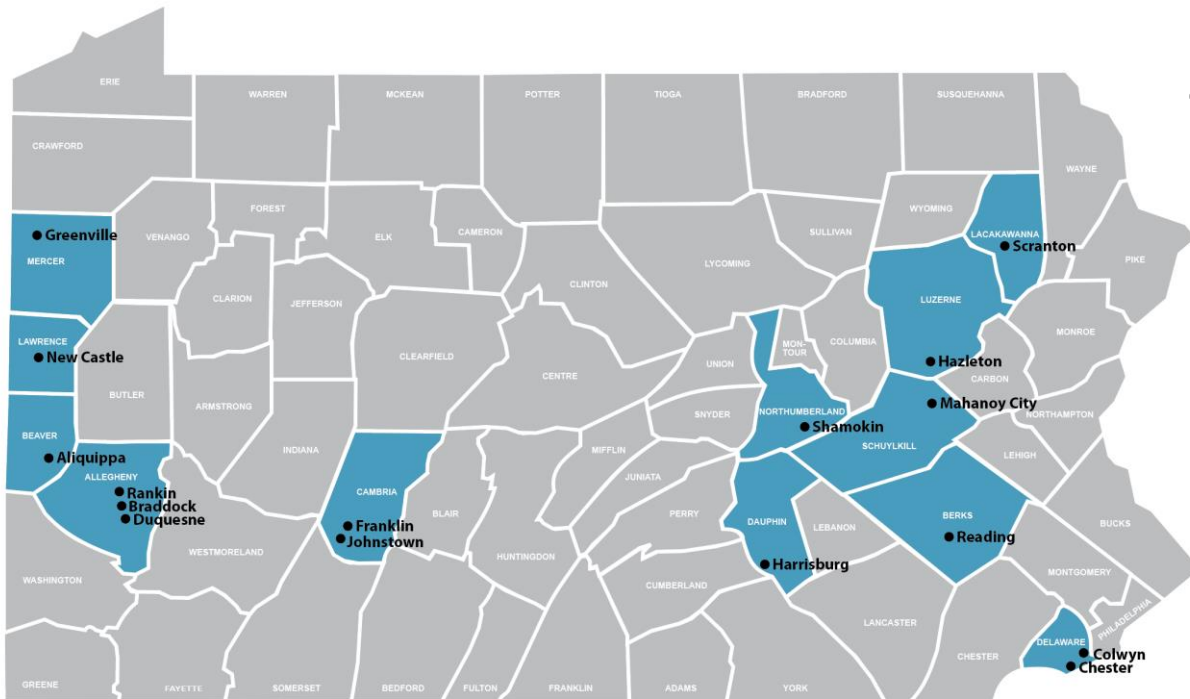 ERIE
WARREN
MCKEAN
POTTER
TIOGA
BRADFORD
SUSQUEHANNA
CRAWFORD
WAYNE
FOREST
WYOMING
Greenville
VENANGO
ELK
CAMERON
SULLIVAN
LACAKAWANNA
Scranton
MERCER
LYCOMING
PIKE
CLARION
JEFFERSON
CLINTON
LUZERNE
LAWRENCE
New Castle
CLEARFIELD
UNION
MON-
TOUR
COLUMBIA
MONROE
Hazleton
CENTRE
CARBON
BUTLER
ARMSTRONG
SNYDER
NORTHUMBERLAND
Mahanoy City
NORTHAMPTON
Shamokin
BEAVER
INDIANA
MIFFLIN
SCHUYLKILL
Aliquippa
LEHIGH
ALLEGHENY
JUNIATA
Rankin
CAMBRIA
Braddock
BLAIR
PERRY
DAUPHIN
LEBANON
BERKS
BUCKS
Duquesne
Franklin
Johnstown
Reading
WESTMORELAND
HUNTINGDON
Harrisburg
WASHINGTON
CUMBERLAND
MONTGOMERY
PHILADELPHIA
LANCASTER
DELAWARE
Colwyn
CHESTER
Chester
GREENE
FAYETTE
SOMERSET
BEDFORD
FULTON
FRANKLIN
ADAMS
YORK